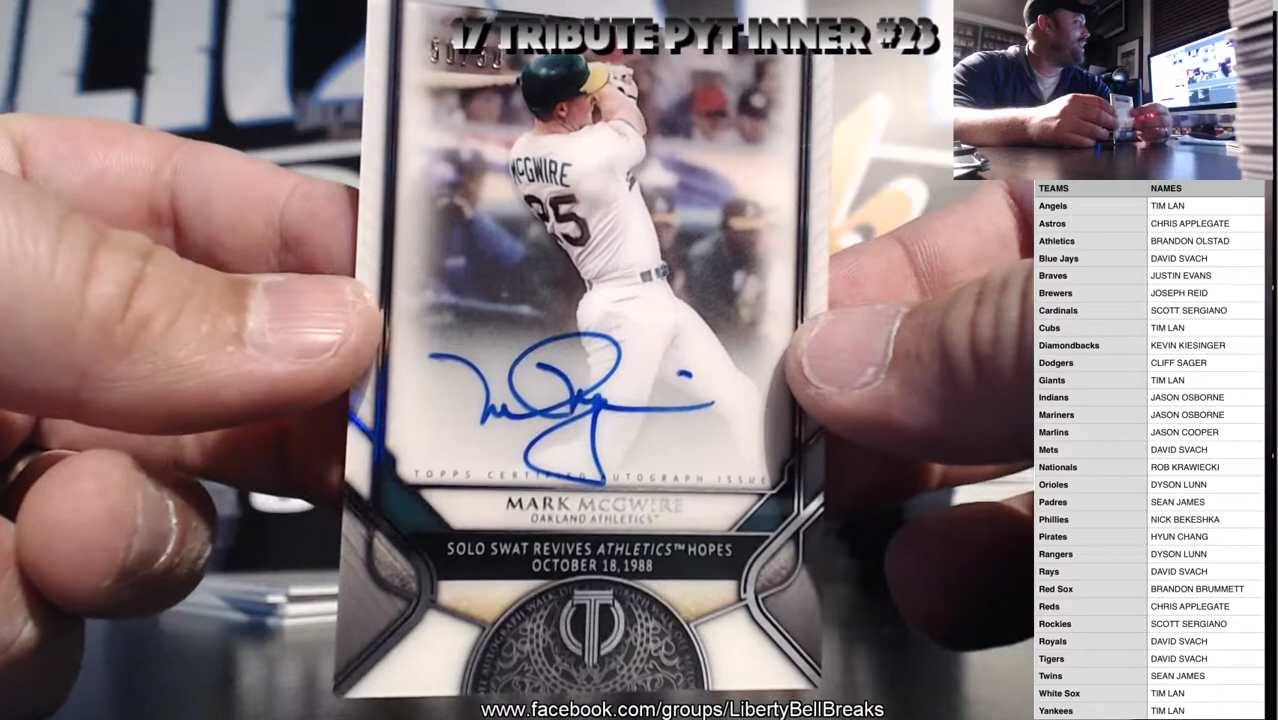 17 TRIBUTE PYT INNER #23
McGWIRE
25
TOPPS CERTIFIED AUTOGRAPH ISSUE
MARK McGWIRE
OAKLAND ATHLETICS™
SOLO SWAT REVIVES ATHLETICS™ HOPES
OCTOBER 18, 1988
www.facebook.com/groups/LibertyBellBreaks
TEAMS NAMES
Angels TIM LAN
Astros CHRIS APPLEGATE
Athletics BRANDON OLSTAD
Blue Jays DAVID SVACH
Braves JUSTIN EVANS
Brewers JOSEPH REID
Cardinals SCOTT SERGIANO
Cubs TIM LAN
Diamondbacks KEVIN KIESINGER
Dodgers CLIFF SAGER
Giants TIM LAN
Indians JASON OSBORNE
Mariners JASON OSBORNE
Marlins JASON COOPER
Mets DAVID SVACH
Nationals ROB KRAWIECKI
Orioles DYSON LUNN
Padres SEAN JAMES
Phillies NICK BEKESHKA
Pirates HYUN CHANG
Rangers DYSON LUNN
Rays DAVID SVACH
Red Sox BRANDON BRUMMETT
Reds CHRIS APPLEGATE
Rockies SCOTT SERGIANO
Royals DAVID SVACH
Tigers DAVID SVACH
Twins SEAN JAMES
White Sox TIM LAN
Yankees TIM LAN